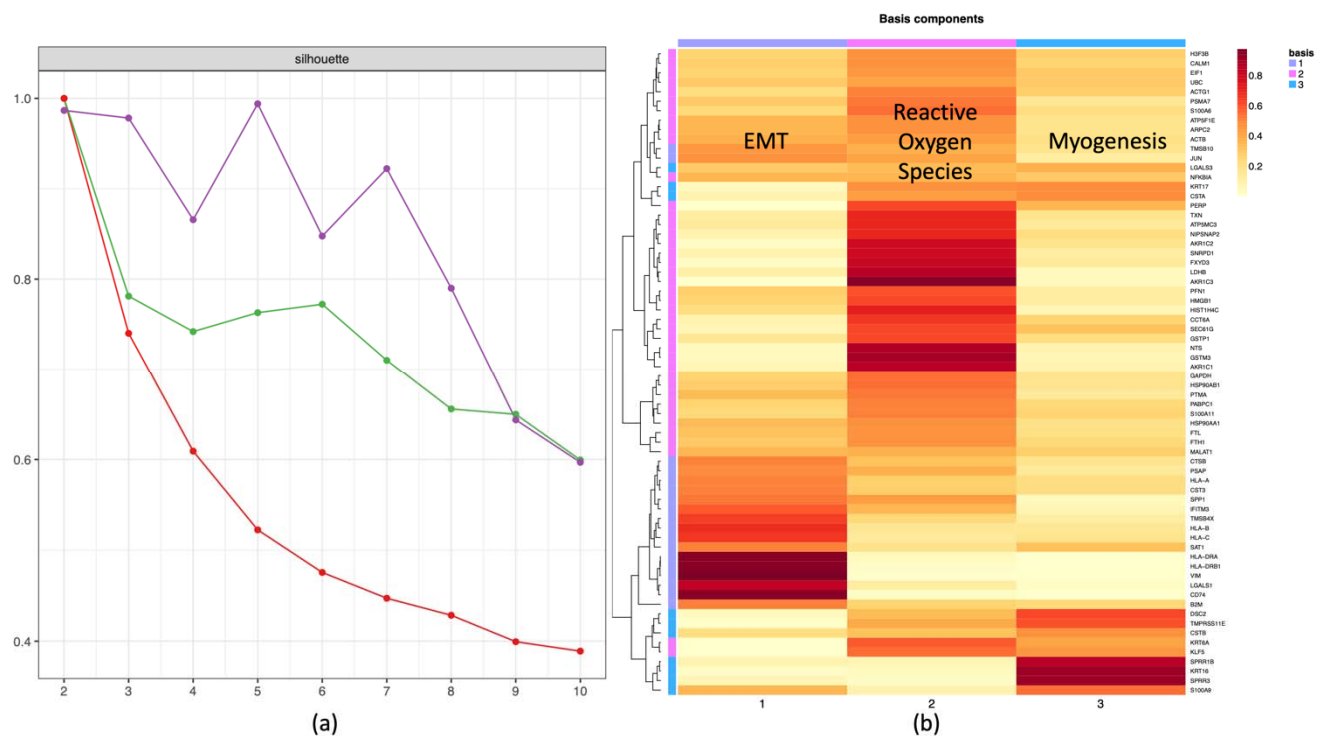 silhouette
1.0
0.8
0.6
0.4
2 3 4 5 6 7 8 9 10
(a)
Basis components
EMT
Reactive
Oxygen
Species
Myogenesis
H3F3B
CALM1
EIF1
UBC
ACTG1
PSMA7
S100A6
ATP5F1E
ARPC2
ACTB
TMSB10
JUN
LGALS3
NFKBIA
KRT17
CSTA
PERP
TXN
ATP5MC3
NIPSNAP2
AKR1C2
SNRPD1
FXYD3
LDHB
AKR1C3
PFN1
HMGB1
HIST1H4C
CCT6A
SEC61G
GSTP1
NTS
GSTM3
AKR1C1
GAPDH
HSP90AB1
PTMA
PABPC1
S100A11
HSP90AA1
FTL
FTH1
MALAT1
CTSB
PSAP
HLA-A
CST3
SPP1
IFITM3
TMSB4X
HLA-B
HLA-C
SAT1
HLA-DRA
HLA-DRB1
VIM
LGALS1
CD74
B2M
DSC2
TMPRSS11E
CSTB
KRT6A
KLF5
SPRR1B
KRT16
SPRR3
S100A9
1 2 3
(b)
0.8
0.6
0.4
0.2
basis
1
2
3